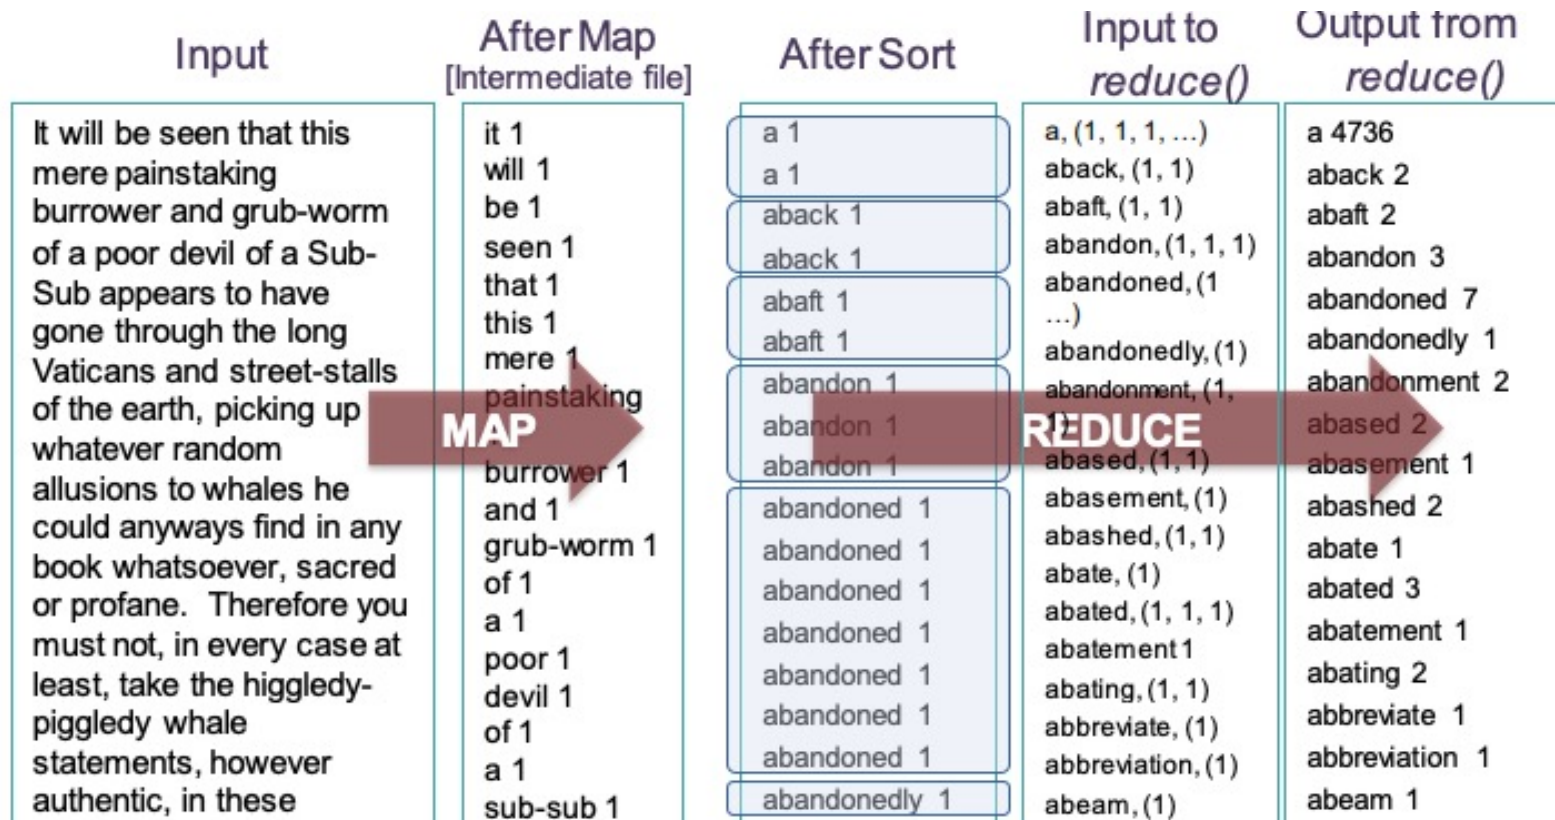 Input
It will be seen that this
mere painstaking
burrower and grub-worm
of a poor devil of a Sub-
Sub appears to have
gone through the long
Vaticans and street-stalls
of the earth, picking up
whatever random
allusions to whales he
could anyways find in any
book whatsoever, sacred
or profane. Therefore you
must not, in every case at
least, take the higgledy-
piggledy whale
statements, however
authentic, in these
After Map
[Intermediate file]
it 1
will 1
be 1
seen 1
that 1
this 1
mere 1
painstaking
burrower 1
and 1
grub-worm 1
of 1
a 1
poor 1
devil 1
of 1
a 1
sub-sub 1
MAP
After Sort
a 1
a 1
aback 1
aback 1
abaft 1
abaft 1
abandon 1
abandon 1
abandon 1
abandoned 1
abandoned 1
abandoned 1
abandoned 1
abandoned 1
abandoned 1
abandoned 1
abandonedly 1
Input to
reduce()
a, (1, 1, 1, ...)
aback, (1, 1)
abaft, (1, 1)
abandon, (1, 1, 1)
abandoned, (1
...)
abandonedly, (1)
abandonment, (1,
1)
abased, (1, 1)
abasement, (1)
abashed, (1, 1)
abate, (1)
abated, (1, 1, 1)
abatement 1
abating, (1, 1)
abbreviate, (1)
abbreviation, (1)
abeam, (1)
REDUCE
Output from
reduce()
a 4736
aback 2
abaft 2
abandon 3
abandoned 7
abandonedly 1
abandonment 2
abased 2
abasement 1
abashed 2
abate 1
abated 3
abatement 1
abating 2
abbreviate 1
abbreviation 1
abeam 1